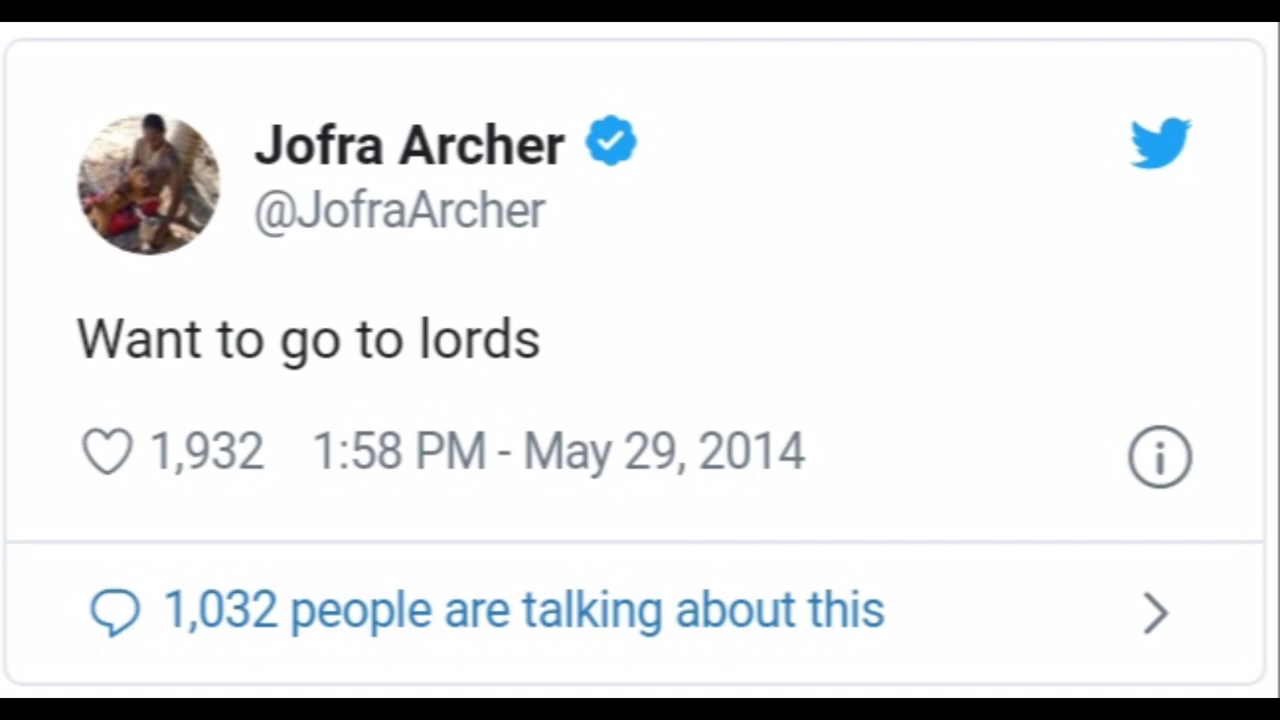 Jofra Archer
@JofraArcher
Want to go to lords
1,932 1:58 PM - May 29, 2014
1,032 people are talking about this